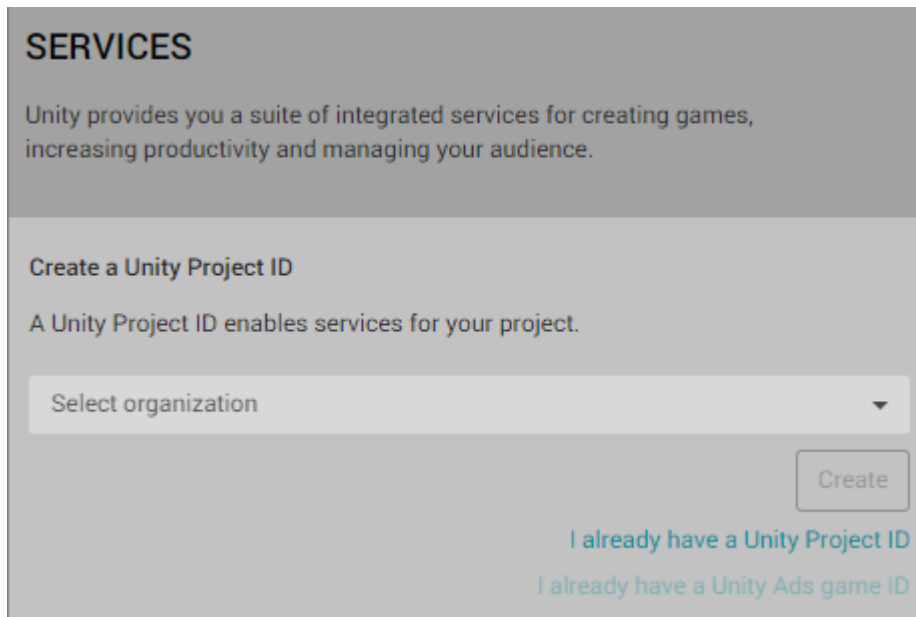 SERVICES
Unity provides you a suite of integrated services for creating games,
increasing productivity and managing your audience.
Create a Unity Project ID
A Unity Project ID enables services for your project.
Select organization
Create
I already have a Unity Project ID
I already have a Unity Ads game ID